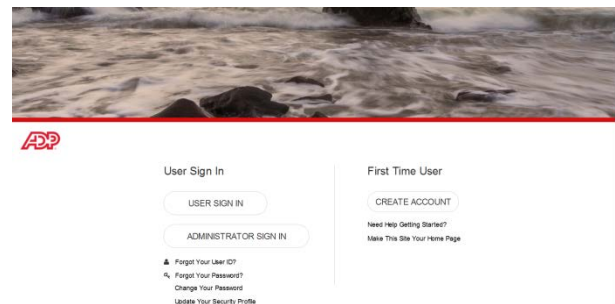 ADP
User Sign In
USER SIGN IN
ADMINISTRATOR SIGN IN
Forgot Your User ID?
Forgot Your Password?
Change Your Password
Update Your Security Profile
First Time User
CREATE ACCOUNT
Need Help Getting Started?
Make This Site Your Home Page